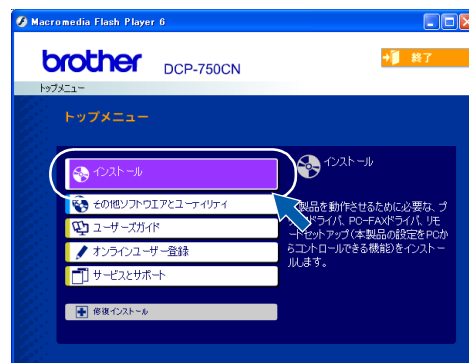 Macromedia Flash Player 6
brother
DCP-750CN
終了
トップメニュー
トップメニュー
インストール
その他ソフトウエアとユーティリティ
ユーザーズガイド
オンラインユーザー登録
サービスとサポート
修復インストール
インストール
製品を動作させるために必要な、プ
ドライバ、PC-FAXドライバ、リモ
ートセットアップ(本製品の設定をPCか
らコントロールできる機能)をインストー
ルします。